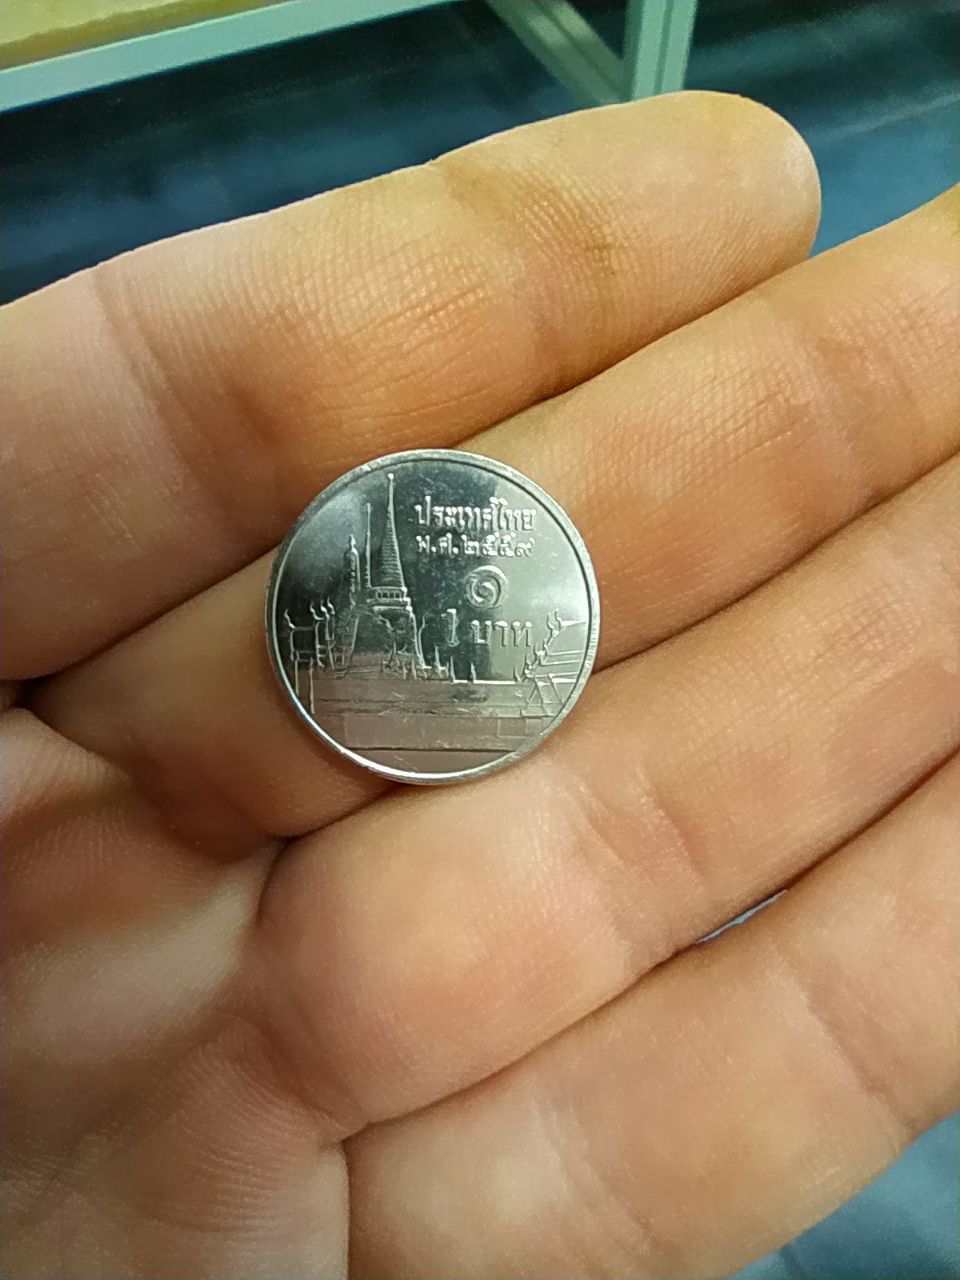 ประเทศไทย
พ.ศ.๒๕๕๙
๑
1 บาท